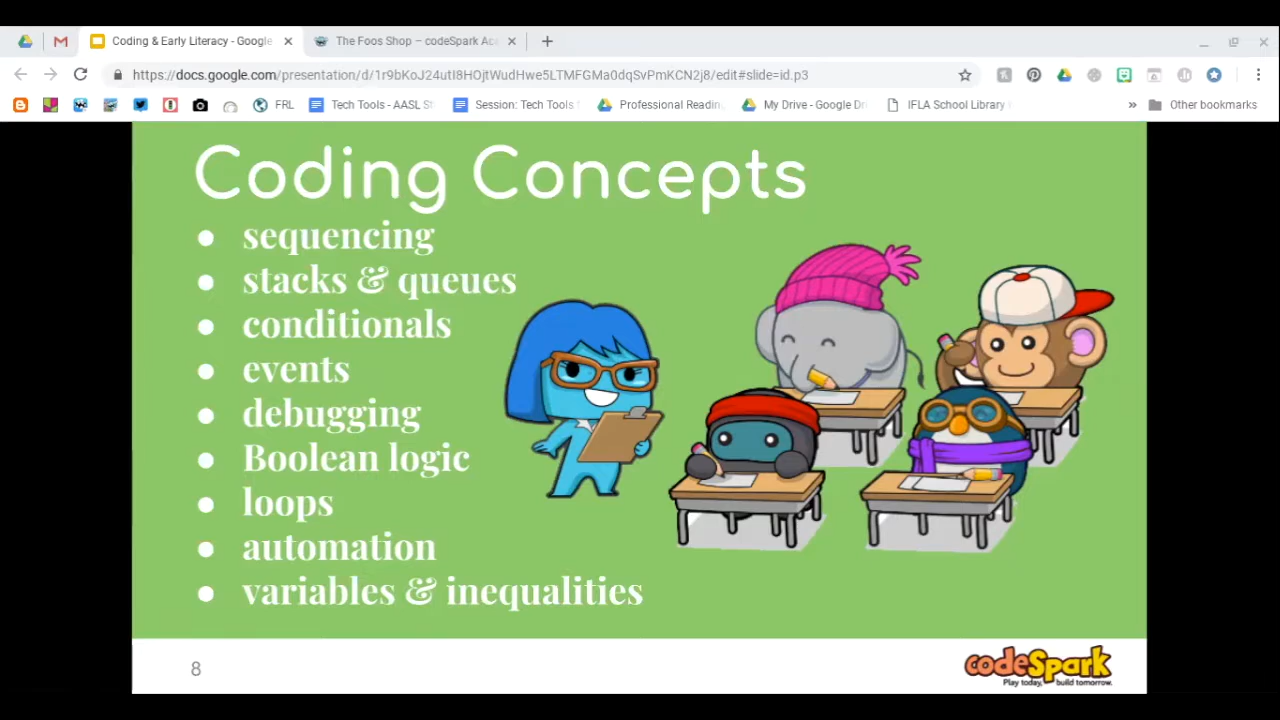 Coding & Early Literacy - Google
The Foos Shop – codeSpark Aca
https://docs.google.com/presentation/d/1r9bKoJ24utI8HOjtWudHwe5LTMFGMa0dqSvPmKCN2j8/edit#slide=id.p3
FRL
Tech Tools - AASL St
Session: Tech Tools f
Professional Readin
My Drive - Google Dr
IFLA School Library
Other bookmarks
Coding Concepts
● sequencing
● stacks & queues
● conditionals
● events
● debugging
● Boolean logic
● loops
● automation
● variables & inequalities
8
codeSpark
Play today, build tomorrow.